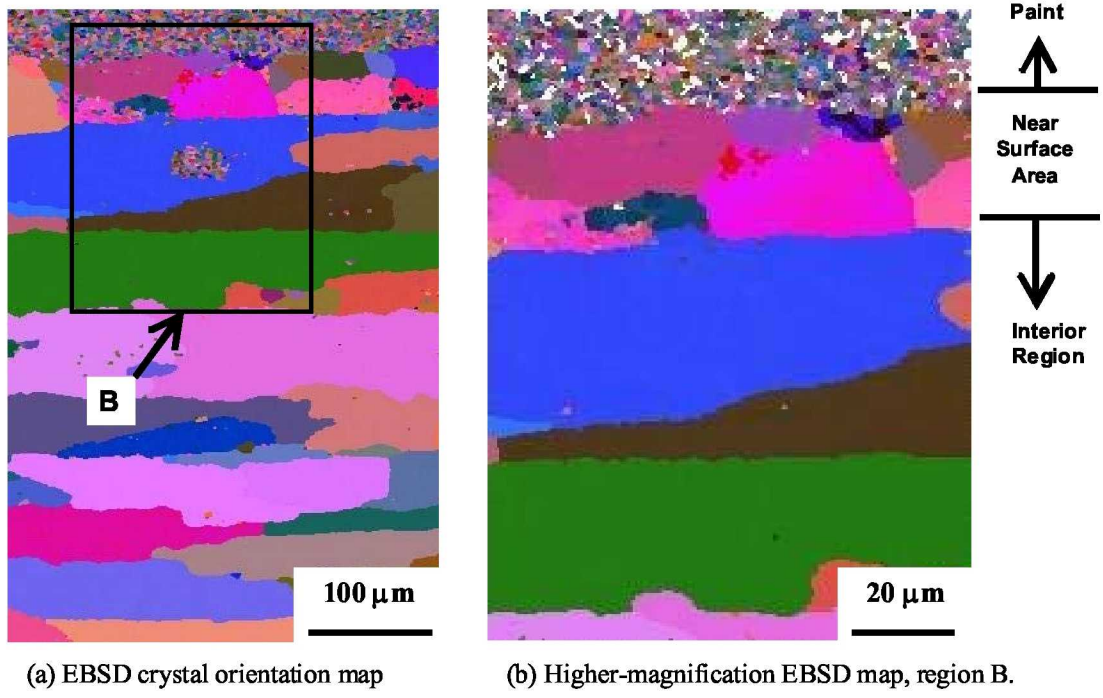 B
100 μm
20 μm
Paint
Near
Surface
Area
Interior
Region
(a) EBSD crystal orientation map
(b) Higher-magnification EBSD map, region B.